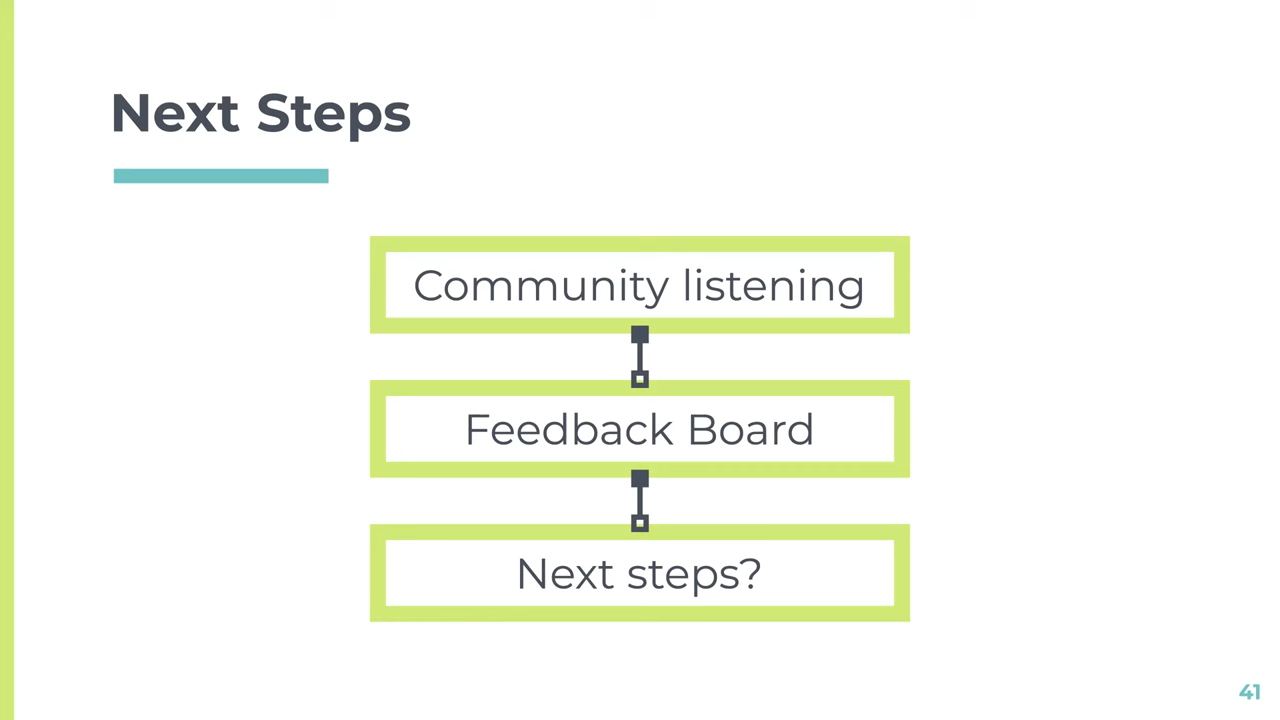 Next Steps
Community listening
Feedback Board
Next steps?
41